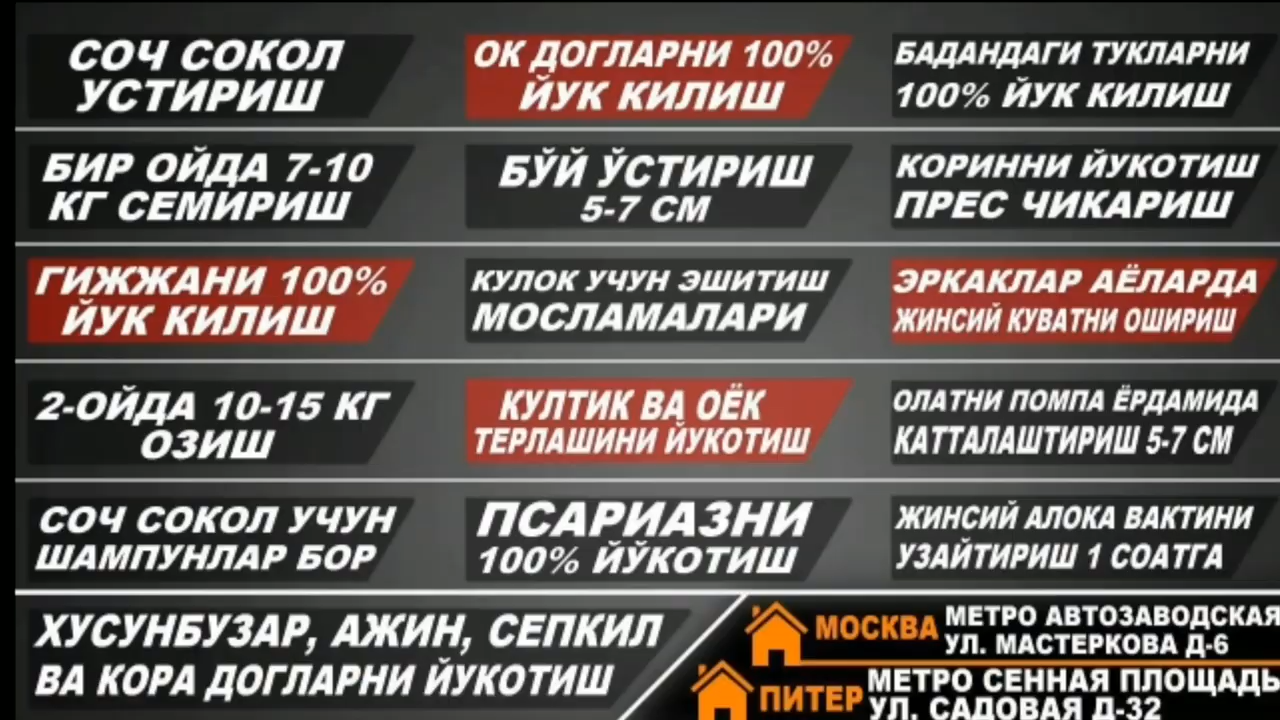 СОЧ СОКОЛ
УСТИРИШ
ОК ДОГЛАРНИ 100%
ЙУК КИЛИШ
БАДАНДАГИ ТУКЛАРНИ
100% ЙУК КИЛИШ
БИР ОЙДА 7-10
КГ СЕМИРИШ
БЎЙ ЎСТИРИШ
5-7 СМ
КОРИННИ ЙУКОТИШ
ПРЕС ЧИКАРИШ
ГИЖЖАНИ 100%
ЙУК КИЛИШ
КУЛОК УЧУН ЭШИТИШ
МОСЛАМАЛАРИ
ЭРКАКЛАР АЁЛАРДА
ЖИНСИЙ КУВАТНИ ОШИРИШ
2-ОЙДА 10-15 КГ
ОЗИШ
КУЛТИК ВА ОЁК
ТЕРЛАШИНИ ЙУКОТИШ
ОЛАТНИ ПОМПА ЁРДАМИДА
КАТТАЛАШТИРИШ 5-7 СМ
СОЧ СОКОЛ УЧУН
ШАМПУНЛАР БОР
ПСАРИАЗНИ
100% ЙЎКОТИШ
ЖИНСИЙ АЛОКА ВАКТИНИ
УЗАЙТИРИШ 1 СОАТГА
ХУСУНБУЗАР, АЖИН, СЕПКИЛ
ВА КОРА ДОГЛАРНИ ЙУКОТИШ
МОСКВА
МЕТРО АВТОЗАВОДСКАЯ
УЛ. МАСТЕРКОВА Д-6
ПИТЕР
МЕТРО СЕННАЯ ПЛОЩАДЬ
УЛ. САДОВАЯ Д-32